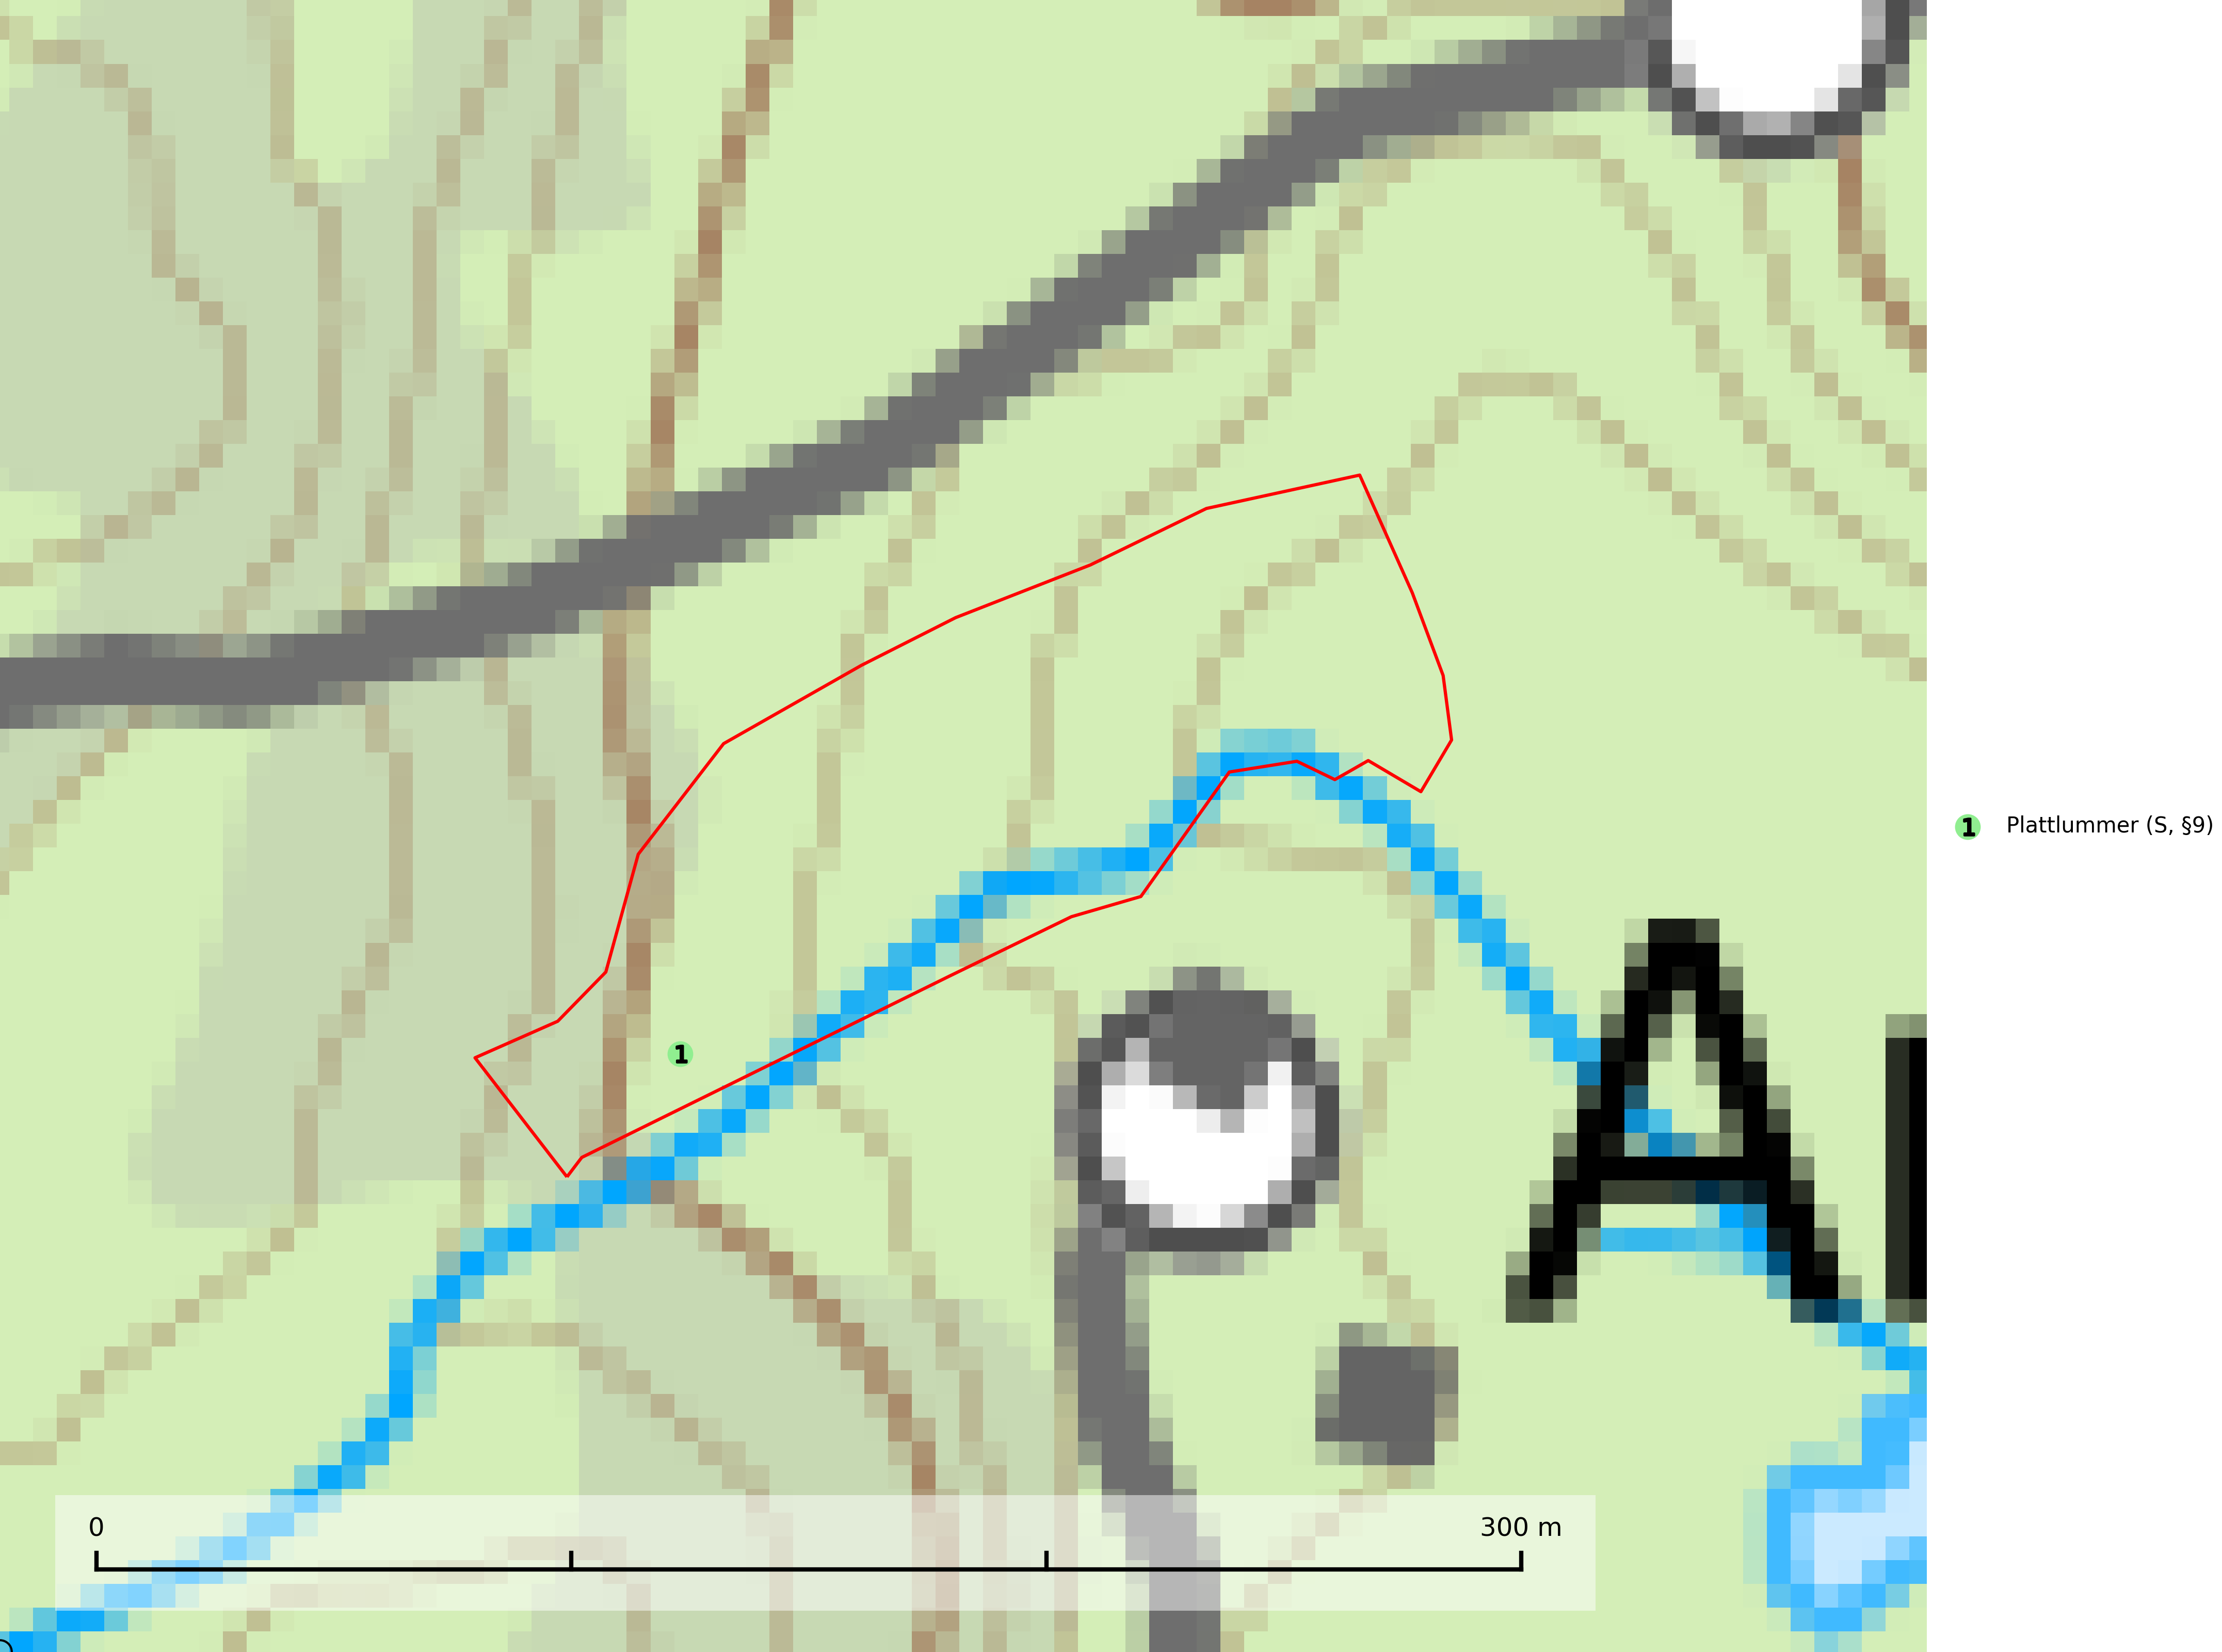 A
1
1 Plattlummer (S, §9)
0 300 m